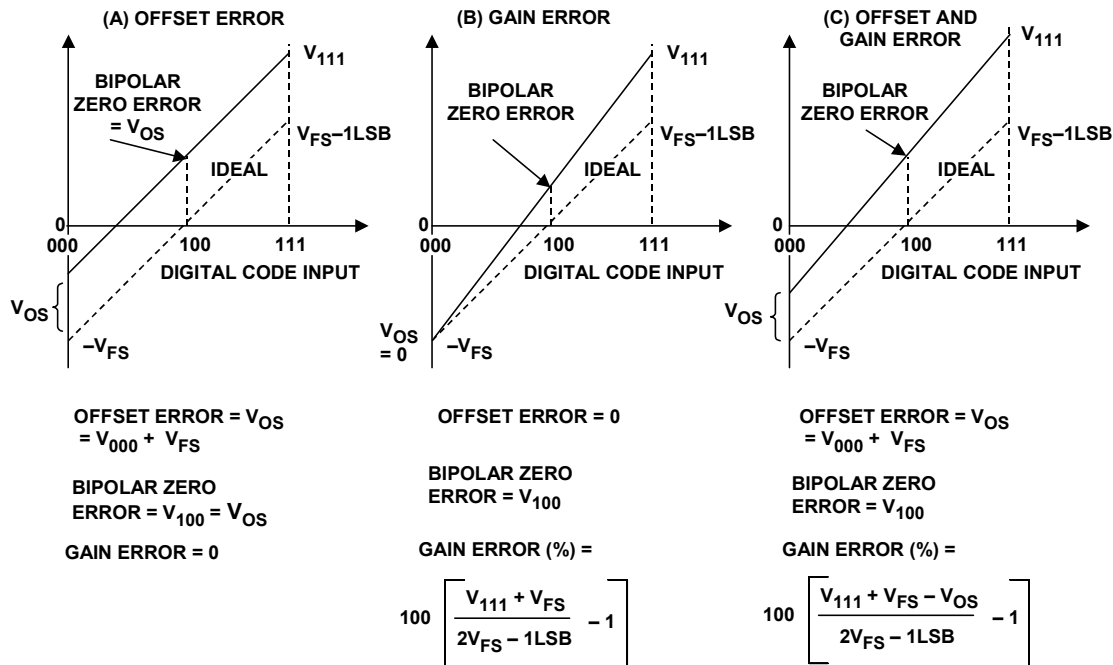 (A) OFFSET ERROR
V111
BIPOLAR
ZERO ERROR
= VOS
VFS–1LSB
IDEAL
0
000
100
111
DIGITAL CODE INPUT
VOS
–VFS
OFFSET ERROR = VOS
= V000 + VFS
BIPOLAR ZERO
ERROR = V100 = VOS
GAIN ERROR = 0
(B) GAIN ERROR
V111
BIPOLAR
ZERO ERROR
VFS–1LSB
IDEAL
0
000
100
111
DIGITAL CODE INPUT
VOS
= 0
–VFS
OFFSET ERROR = 0
BIPOLAR ZERO
ERROR = V100
GAIN ERROR (%) =
100 [ V111 + VFS
2VFS – 1LSB – 1 ]
(C) OFFSET AND
GAIN ERROR
V111
BIPOLAR
ZERO ERROR
VFS–1LSB
IDEAL
0
000
100
111
DIGITAL CODE INPUT
VOS
–VFS
OFFSET ERROR = VOS
= V000 + VFS
BIPOLAR ZERO
ERROR = V100
GAIN ERROR (%) =
100 [ V111 + VFS – VOS
2VFS – 1LSB – 1 ]